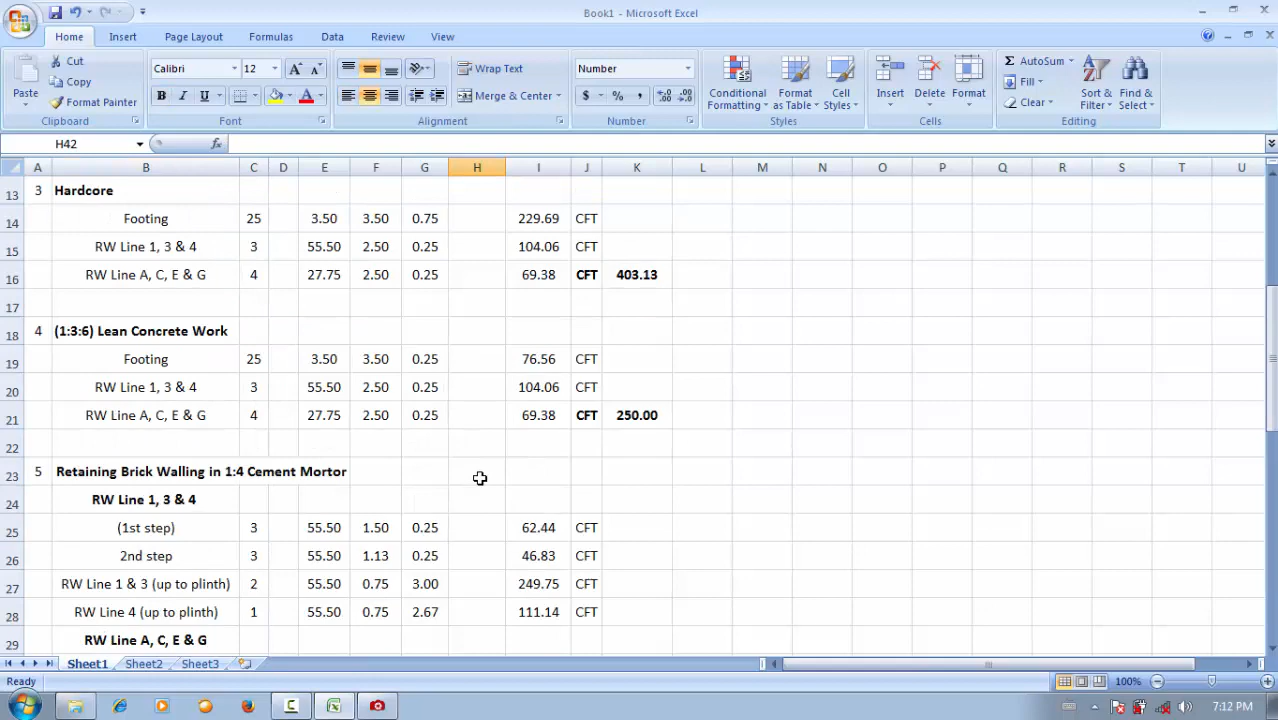 Book1 - Microsoft Excel
Home Insert Page Layout Formulas Data Review View
Paste Cut Calibri 12 Wrap Text Number Conditional Formatting Format as Table Cell Styles Insert Delete Format AutoSum Sort & Filter Find & Select
Copy Fill
Format Painter B I U A Merge & Center $ % , Clear
Clipboard Font Alignment Number Styles Cells Editing
H42 fx
A B C D E F G H I J K L M N O P Q R S T U
13 3 Hardcore
14 Footing 25 3.50 3.50 0.75 229.69 CFT
15 RW Line 1, 3 & 4 3 55.50 2.50 0.25 104.06 CFT
16 RW Line A, C, E & G 4 27.75 2.50 0.25 69.38 CFT 403.13
17
18 4 (1:3:6) Lean Concrete Work
19 Footing 25 3.50 3.50 0.25 76.56 CFT
20 RW Line 1, 3 & 4 3 55.50 2.50 0.25 104.06 CFT
21 RW Line A, C, E & G 4 27.75 2.50 0.25 69.38 CFT 250.00
22
23 5 Retaining Brick Walling in 1:4 Cement Mortor
24 RW Line 1, 3 & 4
25 (1st step) 3 55.50 1.50 0.25 62.44 CFT
26 2nd step 3 55.50 1.13 0.25 46.83 CFT
27 RW Line 1 & 3 (up to plinth) 2 55.50 0.75 3.00 249.75 CFT
28 RW Line 4 (up to plinth) 1 55.50 0.75 2.67 111.14 CFT
29 RW Line A, C, E & G
Sheet1 Sheet2 Sheet3
Ready 100%
7:12 PM